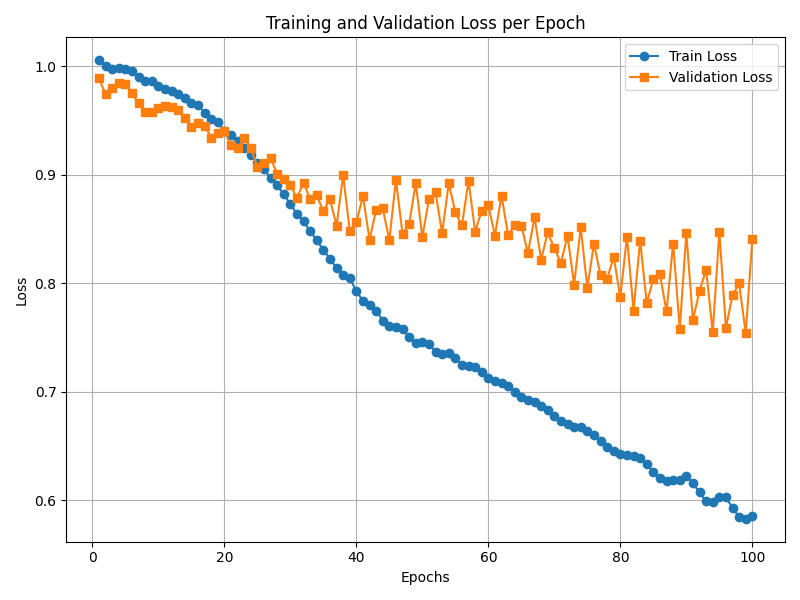 Training and Validation Loss per Epoch
Train Loss
Validation Loss
1.0
0.9
0.8
0.7
0.6
Loss
0
20
40
60
80
100
Epochs